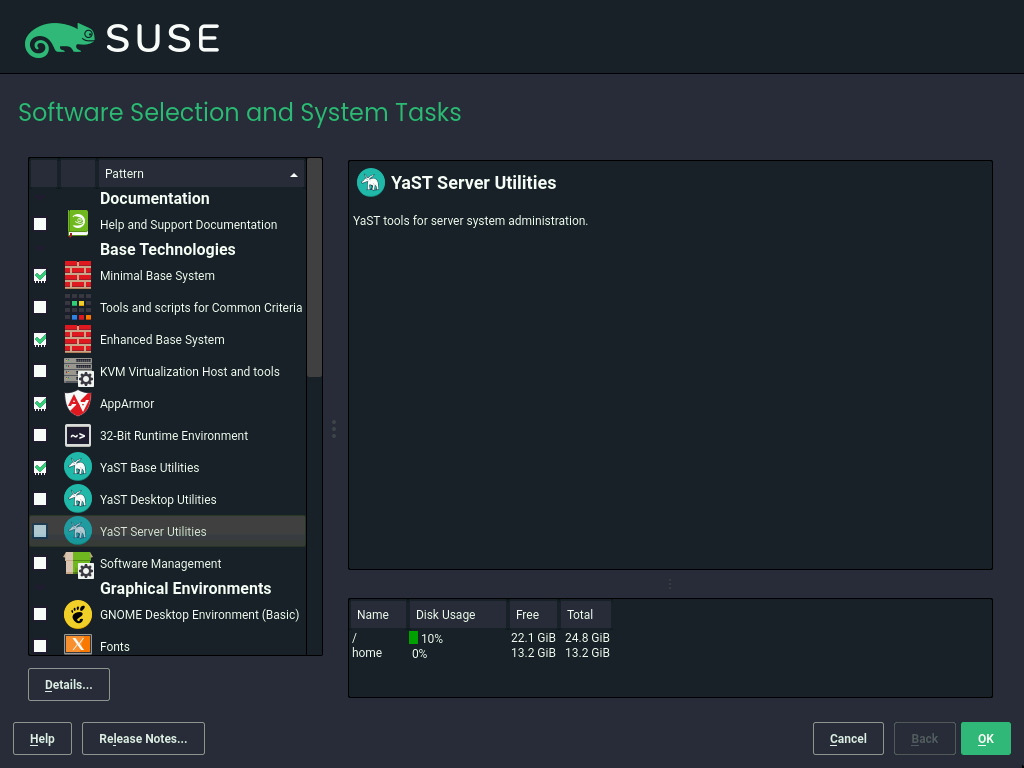 SUSE
Software Selection and System Tasks
Pattern
Documentation
Help and Support Documentation
Base Technologies
Minimal Base System
Tools and scripts for Common Criteria
Enhanced Base System
KVM Virtualization Host and tools
AppArmor
32-Bit Runtime Environment
YaST Base Utilities
YaST Desktop Utilities
YaST Server Utilities
Software Management
Graphical Environments
GNOME Desktop Environment (Basic)
Fonts
Details...
YaST Server Utilities
YaST tools for server system administration.
Name Disk Usage Free Total
/ 10% 22.1 GiB 24.8 GiB
home 0% 13.2 GiB 13.2 GiB
Help Release Notes... Cancel Back OK